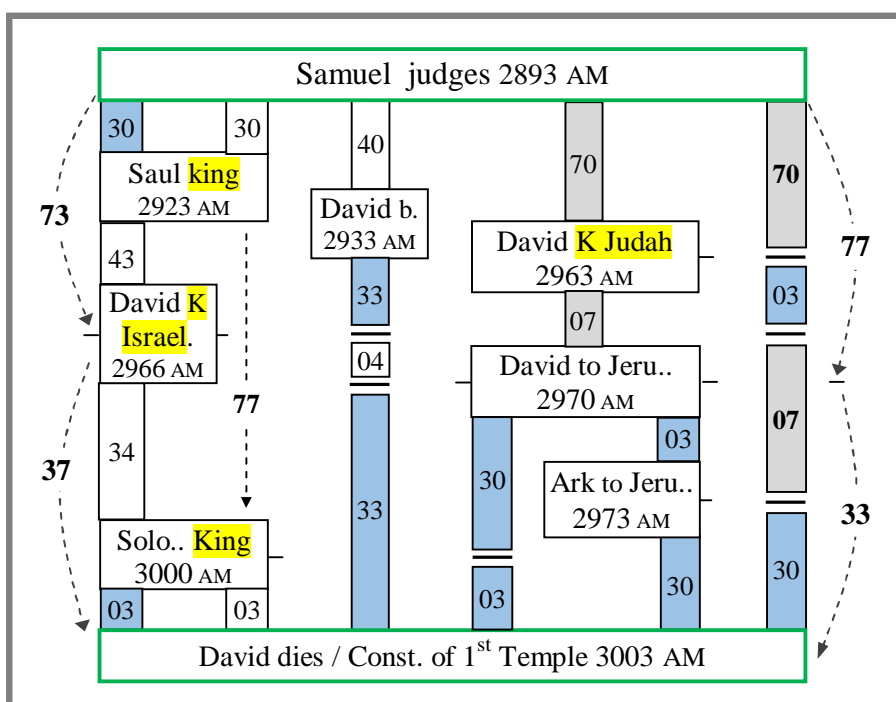 Samuel judges 2893 AM
30 30 40 70 70
Saul king
2923 AM
David b.
2933 AM
David K Judah
2963 AM
73
77
43
33
03
David K
Israel.
2966 AM
07
04
David to Jeru..
2970 AM
77
07
34
37
33
30
03
Ark to Jeru..
2973 AM
33
Solo.. King
3000 AM
30
03 03
03
30
David dies / Const. of 1st Temple 3003 AM